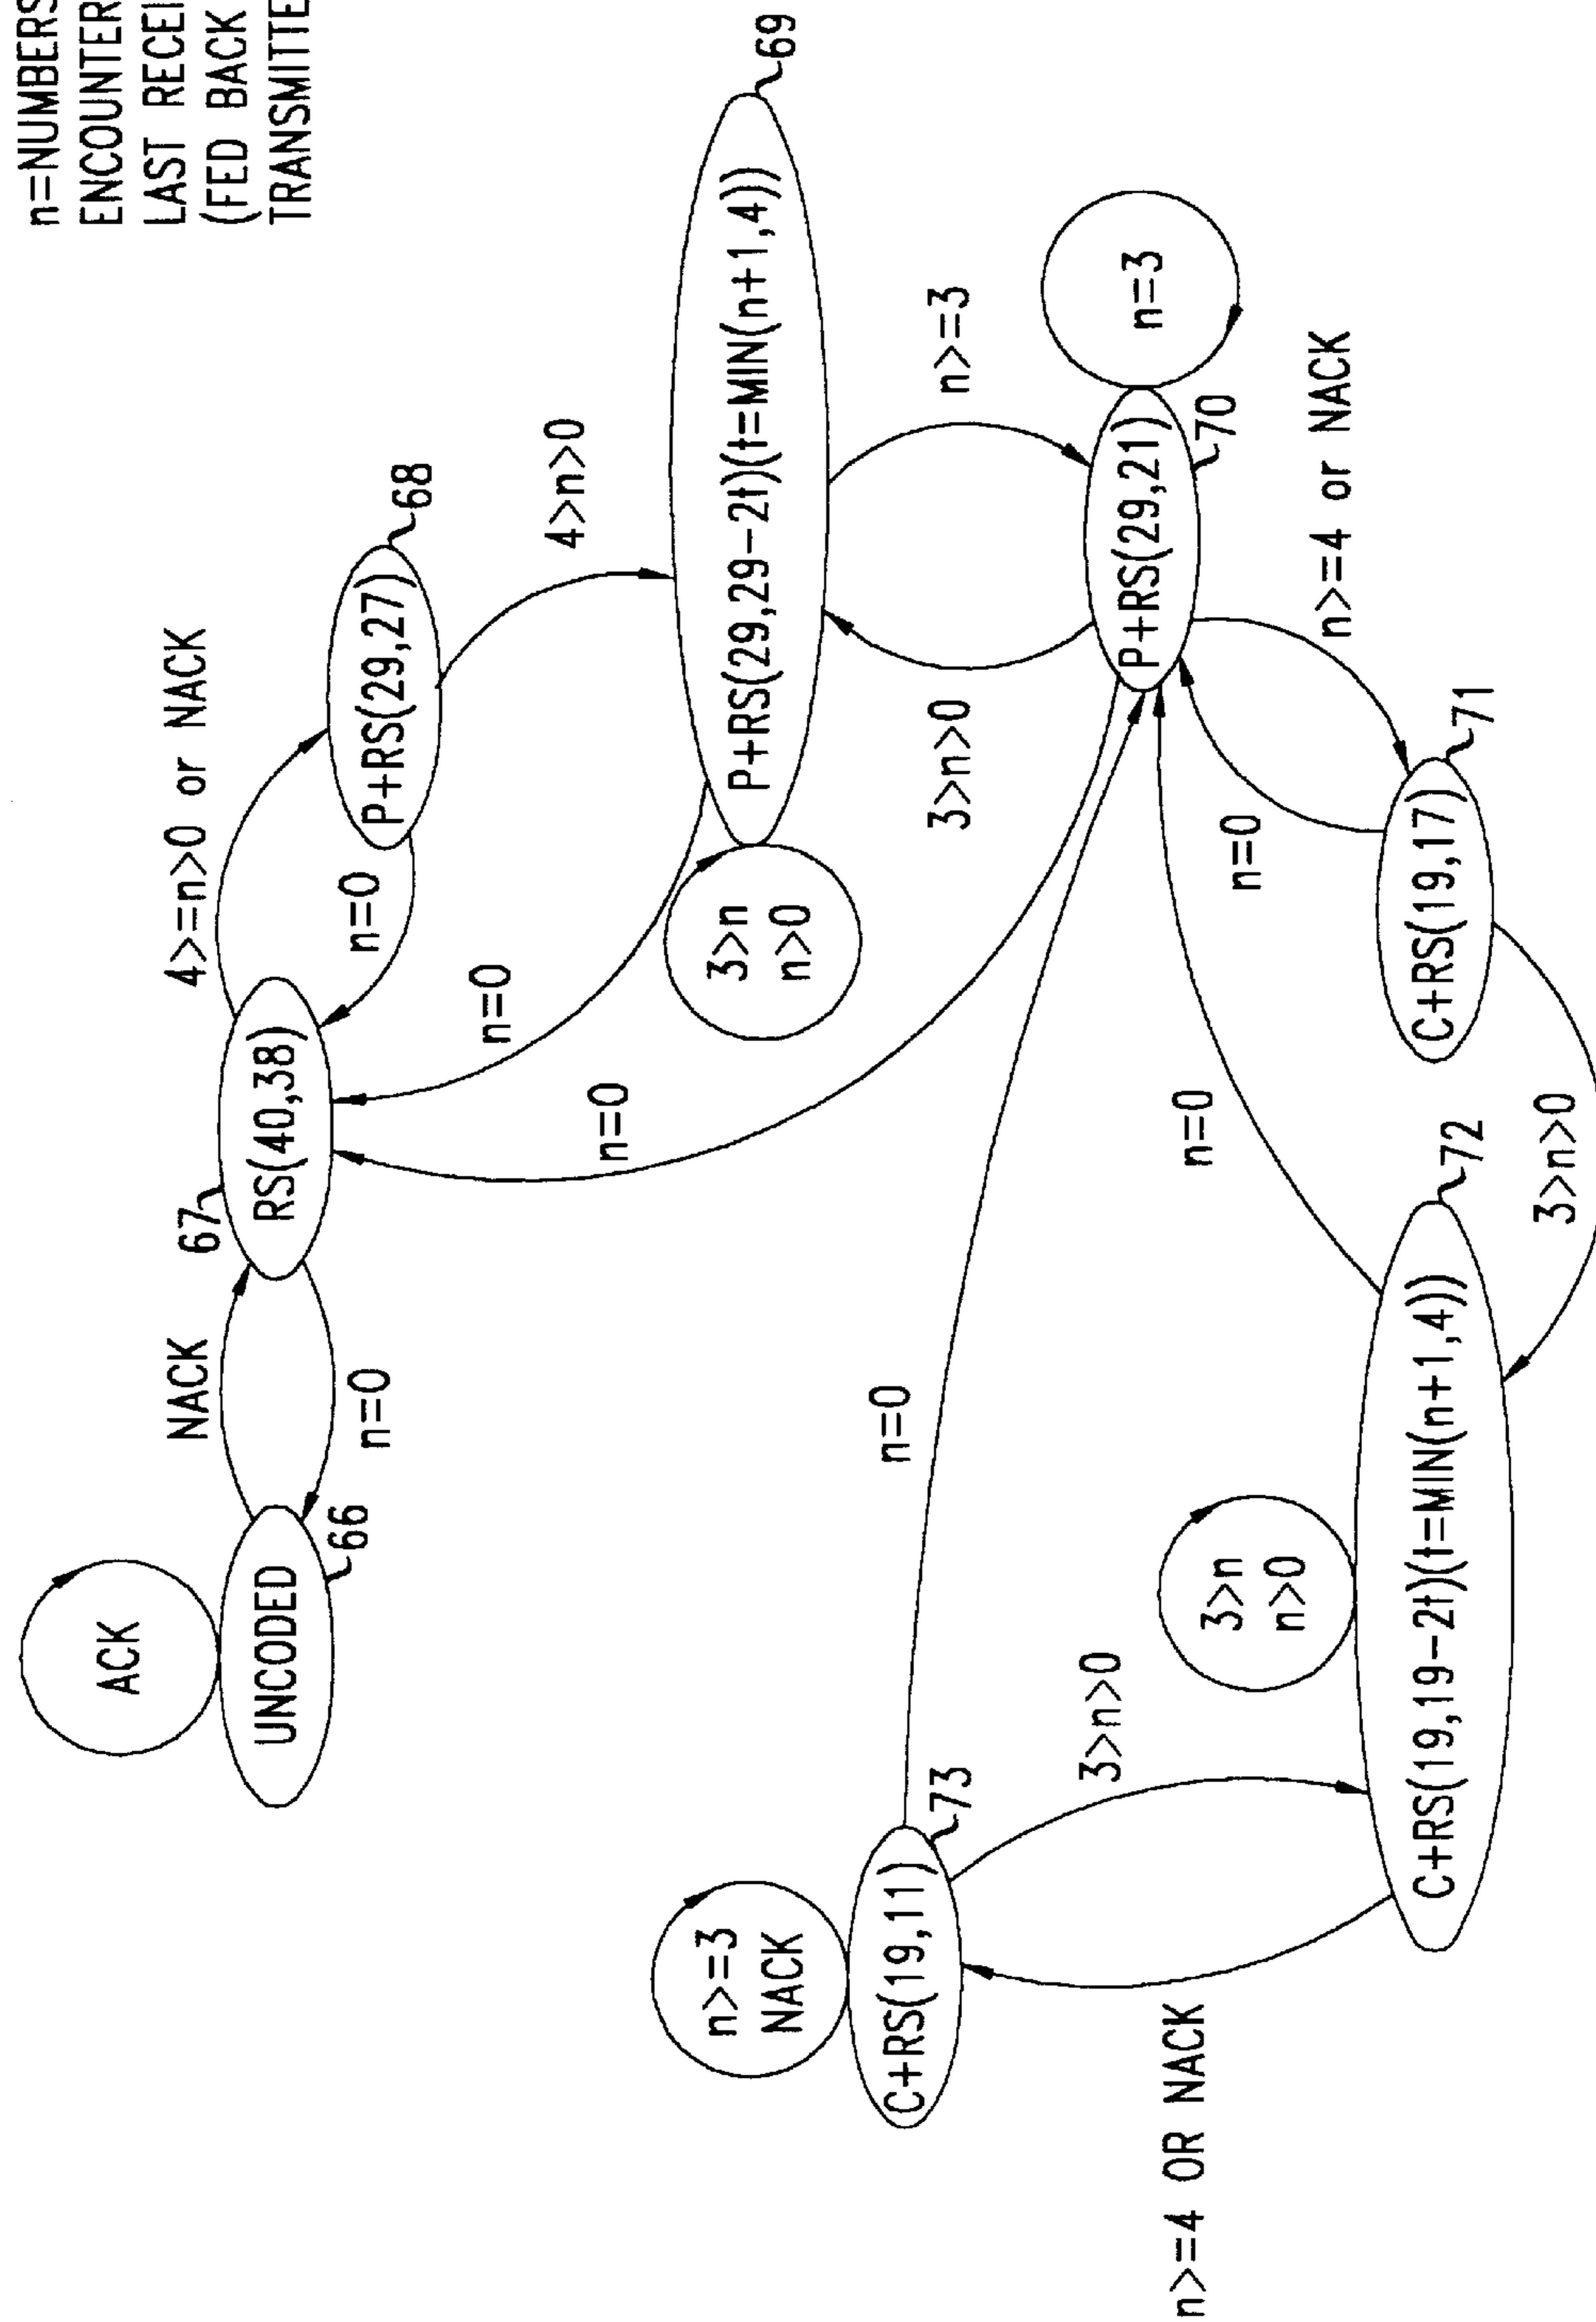 n=NUMBERS
ENCOUNTER
LAST RECEI
(FED BACK
TRANSMITTE
ACK
UNCODED
66
NACK
n=0
67
RS(40,38)
4>=n>0 or NACK
n=0
P+RS(29,27)
68
4>n>0
n=0
n=0
3>n
n>0
P+RS(29,29-2t)(t=MIN(n+1,4))
69
n>=3
3>n>0
P+RS(29,21)
70
n=3
n>=4 or NACK
n=0
C+RS(19,17)
71
n=0
n=0
3>n>0
C+RS(19,19-2t)(t=MIN(n+1,4))
72
3>n
n>0
3>n>0
n>=3
NACK
C+RS(19,11)
73
n>=4 OR NACK